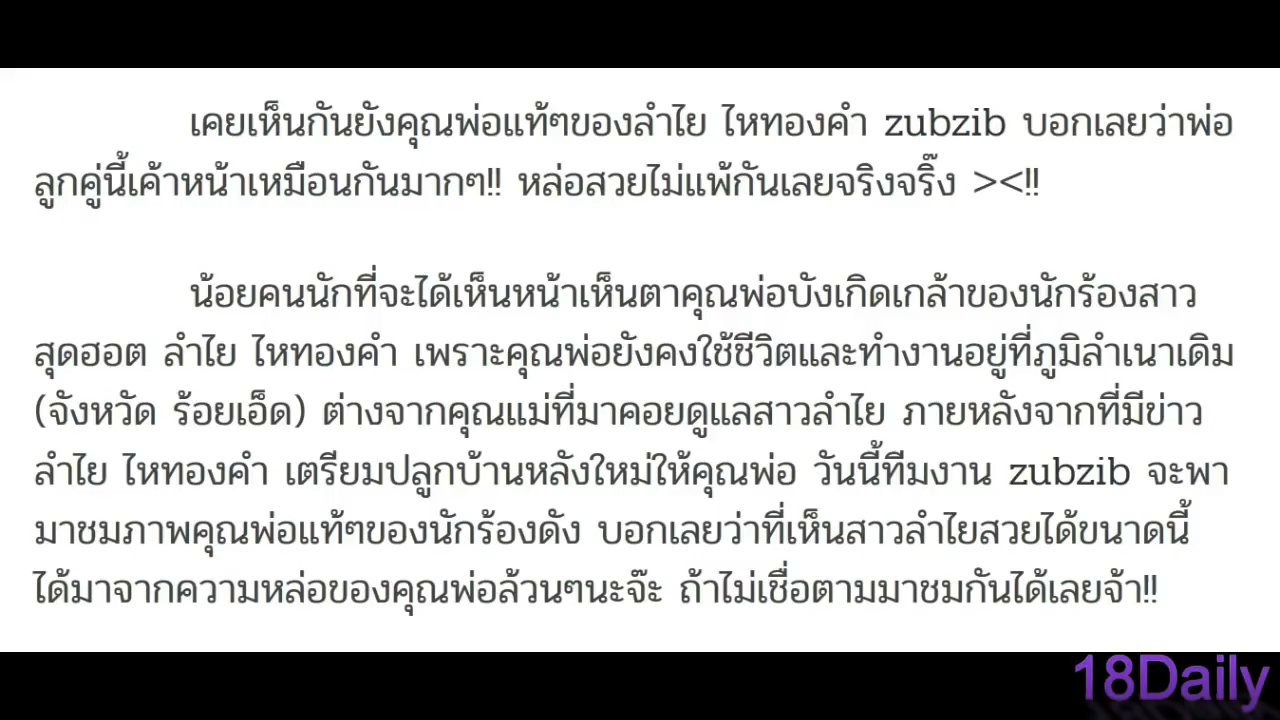 เคยเห็นกันยังคุณพ่อแท้ๆของลำไย ไหทองคำ zubzib บอกเลยว่าพ่อ
ลูกคู่นี้เค้าหน้าเหมือนกันมากๆ!! หล่อสวยไม่แพ้กันเลยจริงจริ๊ง ><!!
น้อยคนนักที่จะได้เห็นหน้าเห็นตาคุณพ่อบังเกิดเกล้าของนักร้องสาว
สุดฮอต ลำไย ไหทองคำ เพราะคุณพ่อยังคงใช้ชีวิตและทำงานอยู่ที่ภูมิลำเนาเดิม
(จังหวัด ร้อยเอ็ด) ต่างจากคุณแม่ที่มาคอยดูแลสาวลำไย ภายหลังจากที่มีข่าว
ลำไย ไหทองคำ เตรียมปลูกบ้านหลังใหม่ให้คุณพ่อ วันนี้ทีมงาน zubzib จะพา
มาชมภาพคุณพ่อแท้ๆของนักร้องดัง บอกเลยว่าที่เห็นสาวลำไยสวยได้ขนาดนี้
ได้มาจากความหล่อของคุณพ่อล้วนๆนะจ๊ะ ถ้าไม่เชื่อตามมาชมกันได้เลยจ้า!!
18Daily